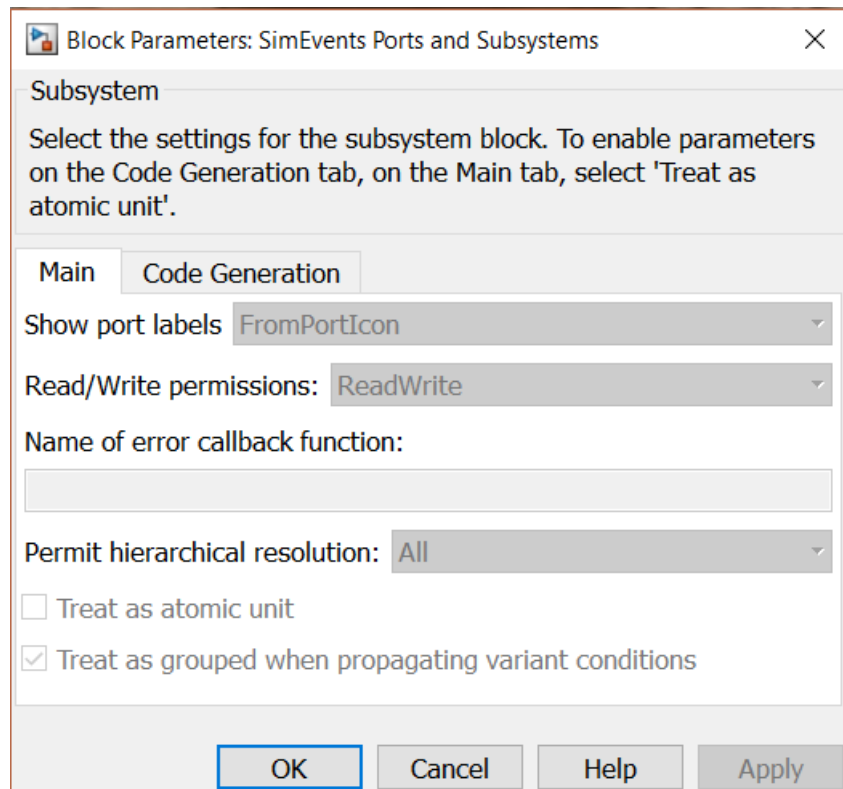 Block Parameters: SimEvents Ports and Subsystems
Subsystem
Select the settings for the subsystem block. To enable parameters
on the Code Generation tab, on the Main tab, select 'Treat as
atomic unit'.
Main Code Generation
Show port labels FromPortIcon
Read/Write permissions: ReadWrite
Name of error callback function:
Permit hierarchical resolution: All
Treat as atomic unit
Treat as grouped when propagating variant conditions
OK Cancel Help Apply